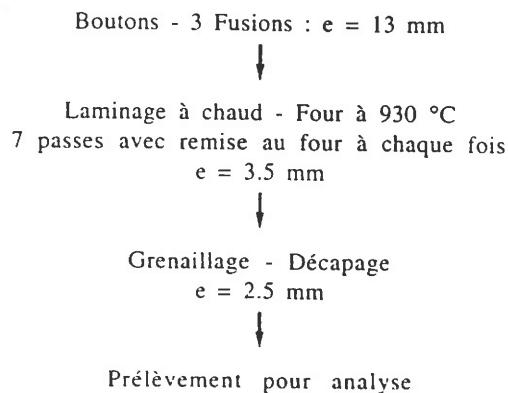 Boutons - 3 Fusions : e = 13 mm
Laminage à chaud - Four à 930 °C
7 passes avec remise au four à chaque fois
e = 3.5 mm
Grenaillage - Décapage
e = 2.5 mm
Prélèvement pour analyse